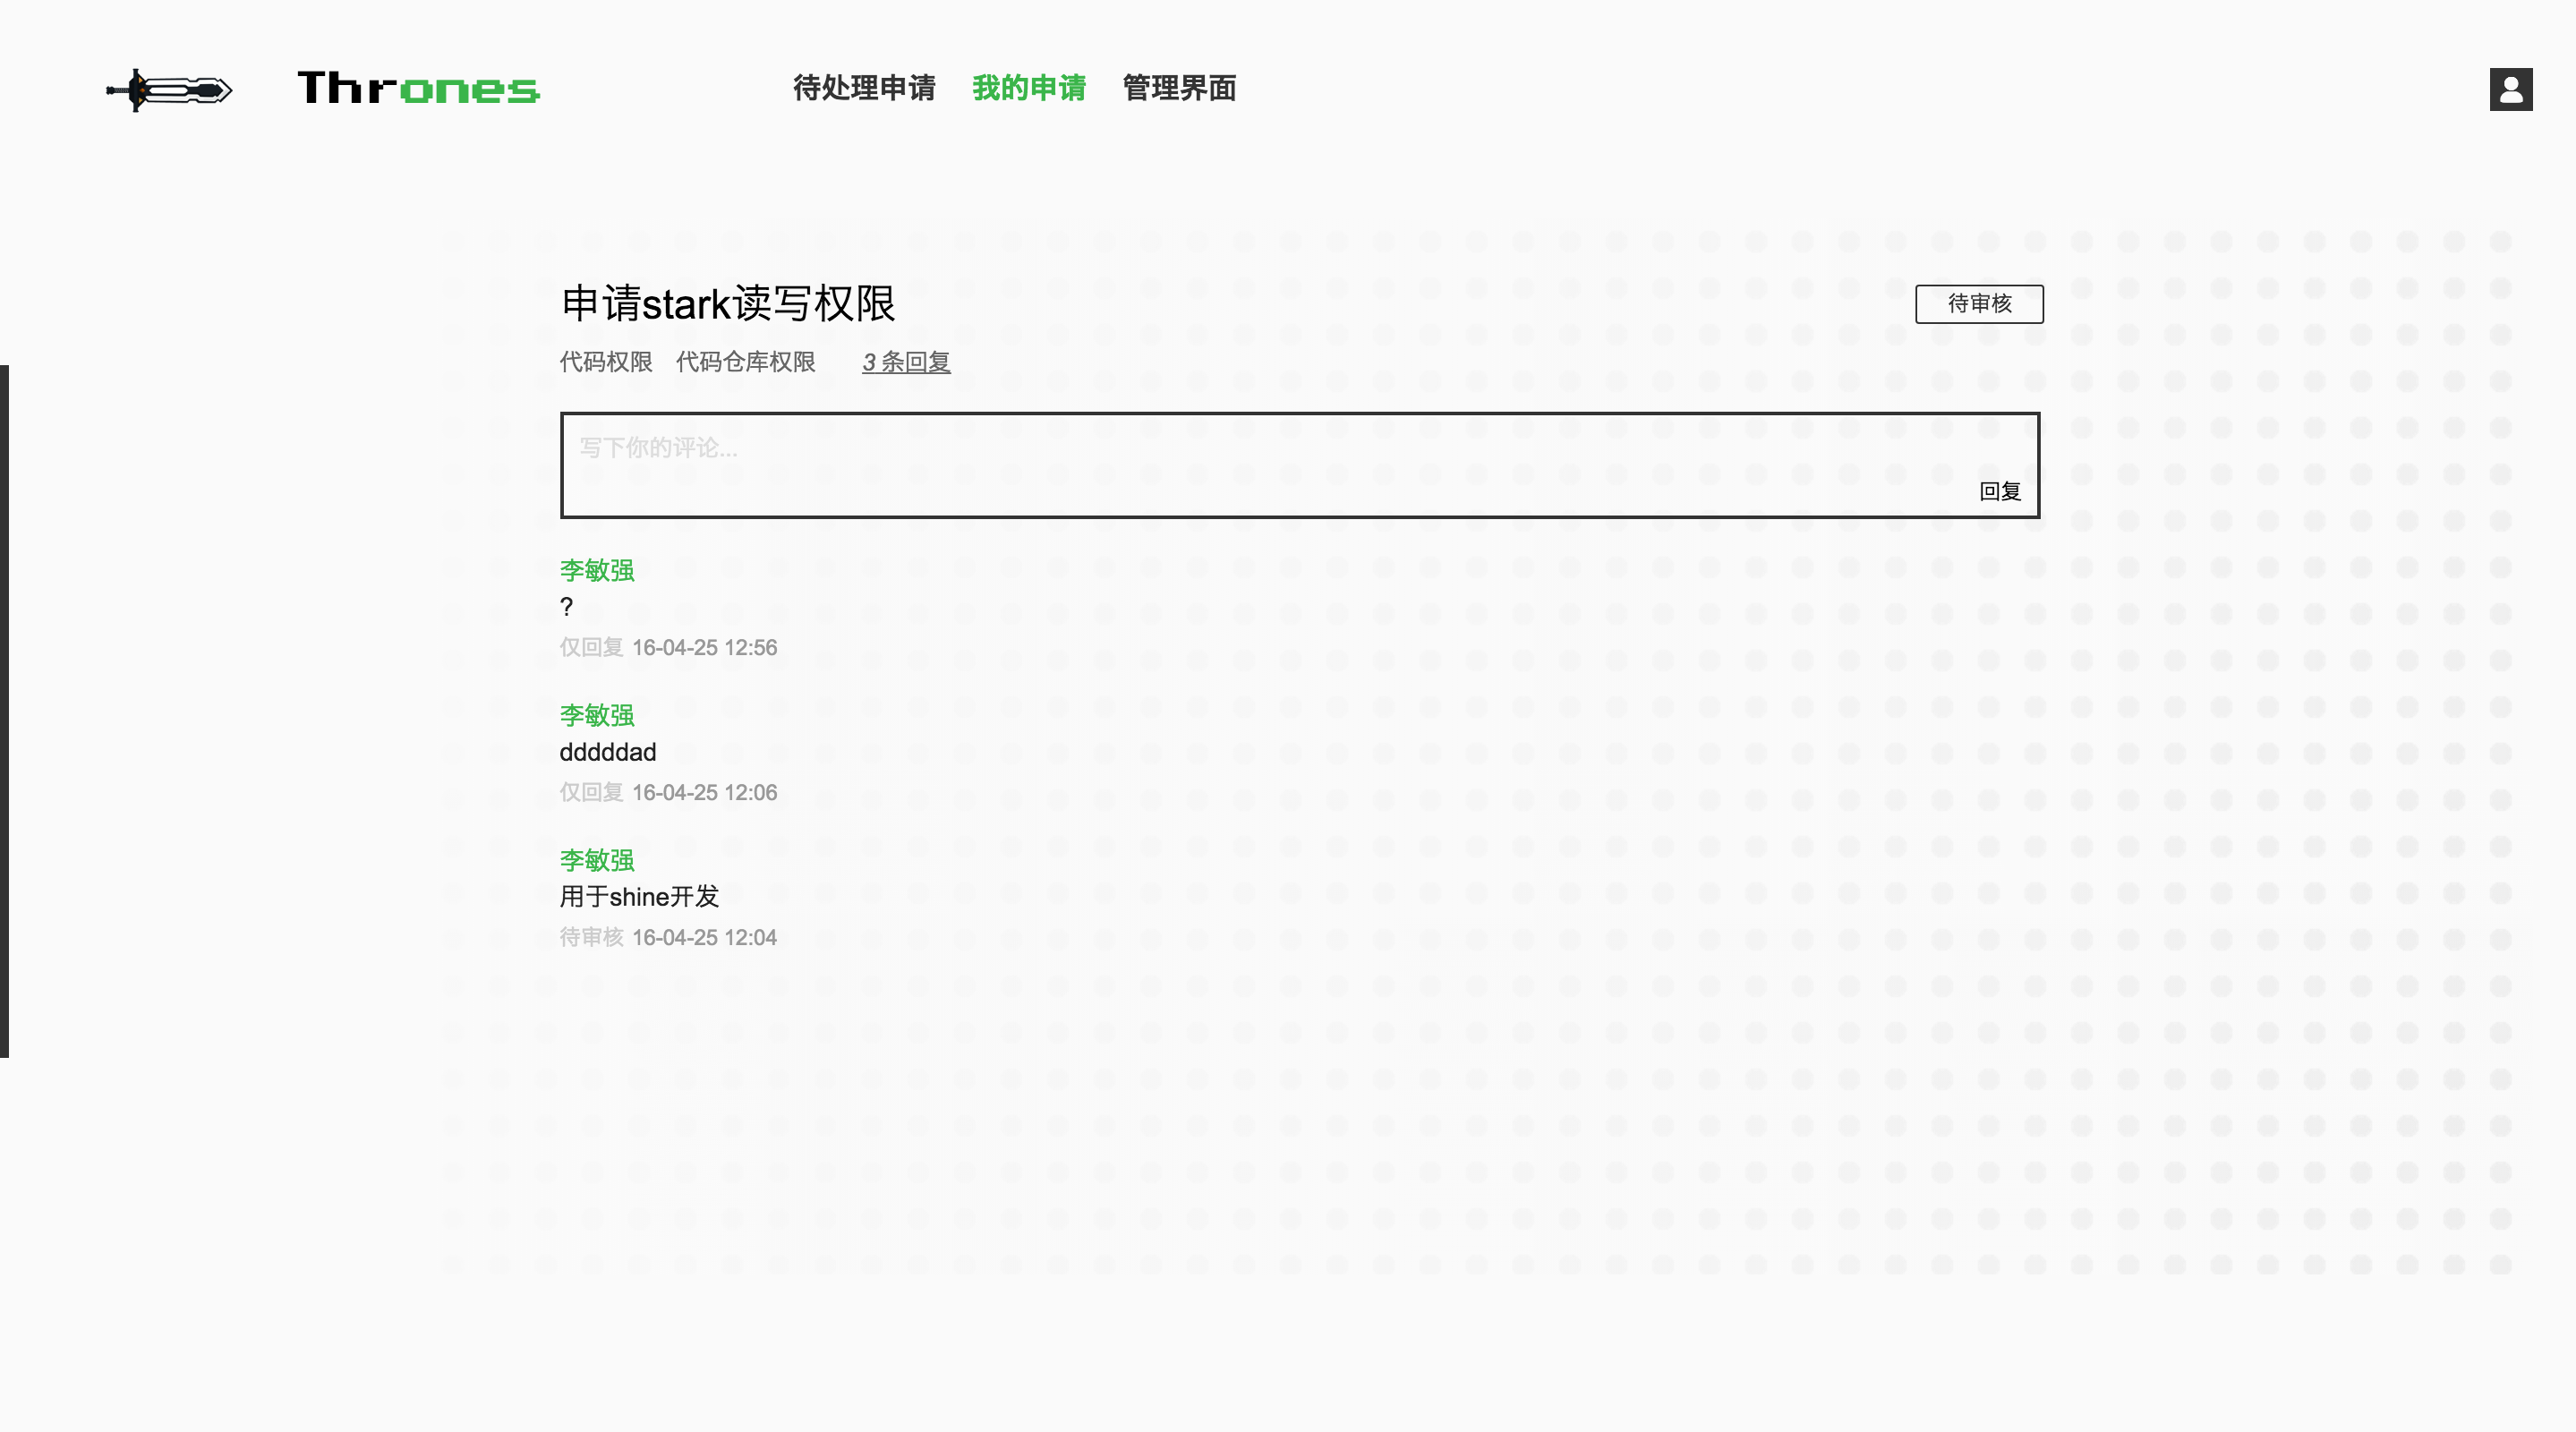 Thrones 待处理申请 我的申请 管理界面
申请stark读写权限 待审核
代码权限 代码仓库权限 3 条回复
写下你的评论...
回复
李敏强
?
仅回复 16-04-25 12:56
李敏强
dddddad
仅回复 16-04-25 12:06
李敏强
用于shine开发
待审核 16-04-25 12:04